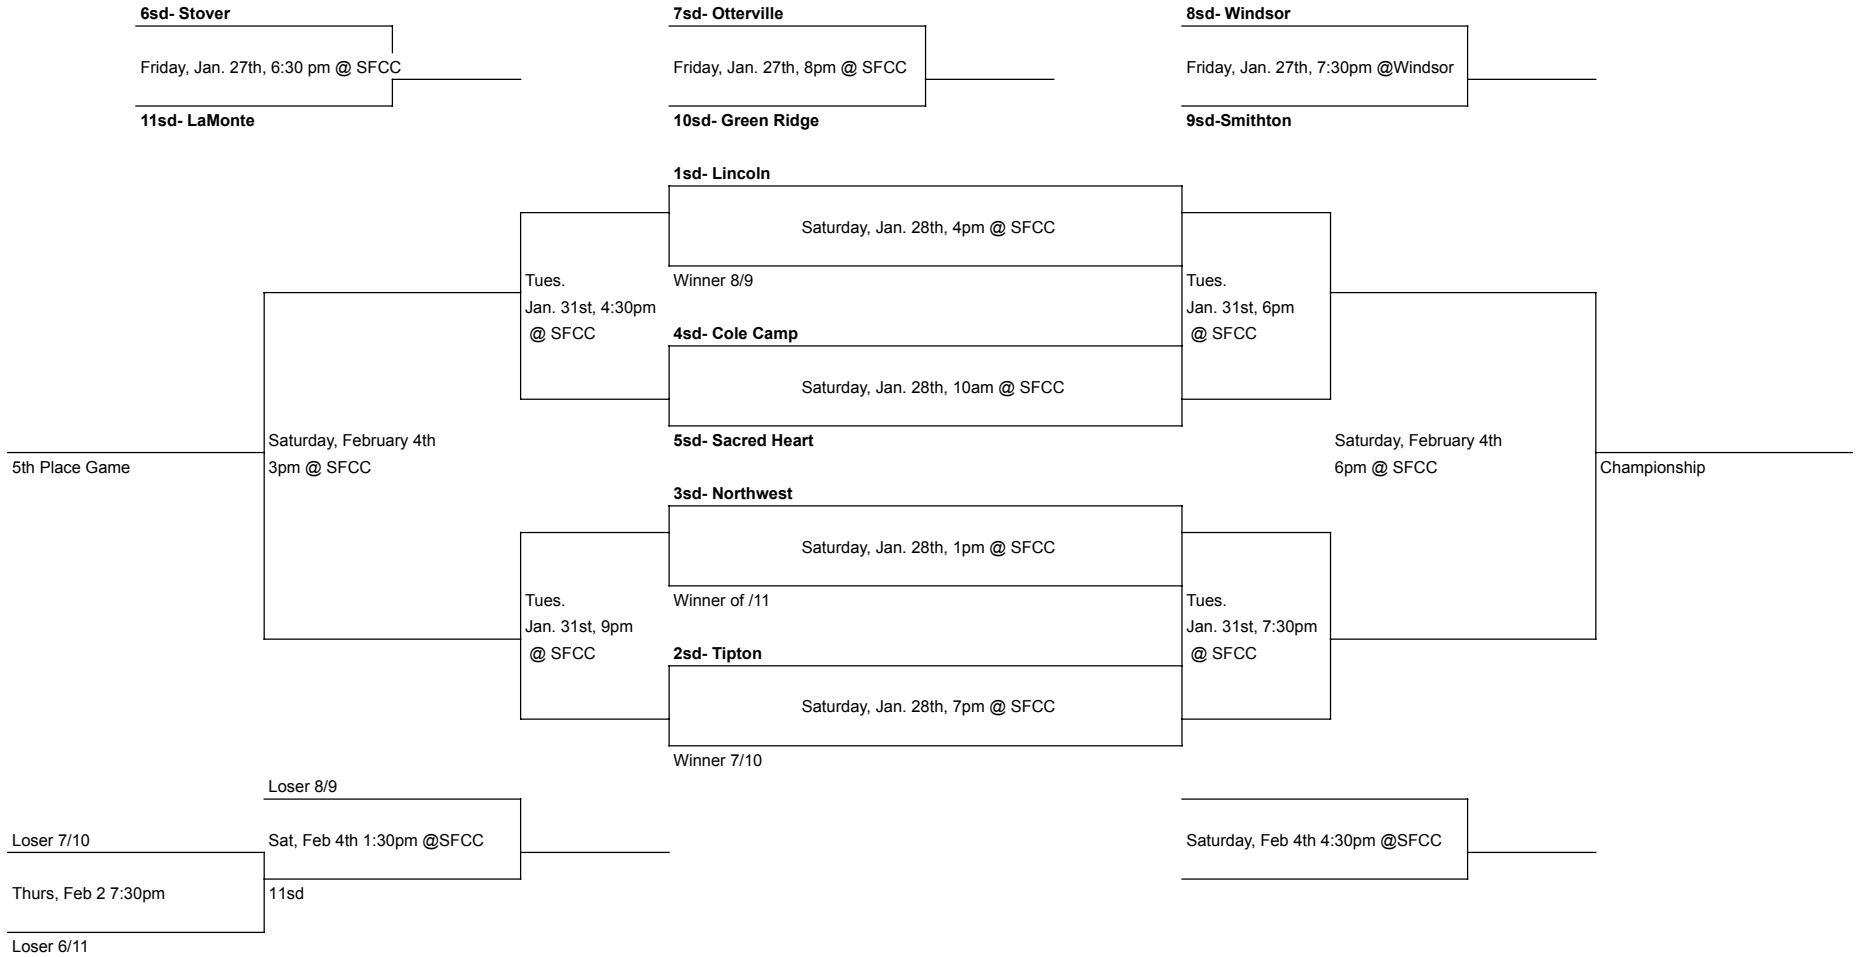 6sd- Stover
7sd- Otterville
8sd- Windsor
Friday, Jan. 27th, 6:30 pm @ SFCC
Friday, Jan. 27th, 8pm @ SFCC
Friday, Jan. 27th, 7:30pm @Windsor
11sd- LaMonte
10sd- Green Ridge
9sd-Smithton
1sd- Lincoln
Saturday, Jan. 28th, 4pm @ SFCC
Winner 8/9
Tues.
Jan. 31st, 4:30pm
@ SFCC
Tues.
Jan. 31st, 6pm
@ SFCC
4sd- Cole Camp
Saturday, Jan. 28th, 10am @ SFCC
5sd- Sacred Heart
Saturday, February 4th
3pm @ SFCC
5th Place Game
Saturday, February 4th
6pm @ SFCC
Championship
3sd- Northwest
Saturday, Jan. 28th, 1pm @ SFCC
Winner of /11
Tues.
Jan. 31st, 9pm
@ SFCC
Tues.
Jan. 31st, 7:30pm
@ SFCC
2sd- Tipton
Saturday, Jan. 28th, 7pm @ SFCC
Winner 7/10
Loser 8/9
Loser 7/10
Sat, Feb 4th 1:30pm @SFCC
Saturday, Feb 4th 4:30pm @SFCC
Thurs, Feb 2 7:30pm
11sd
Loser 6/11